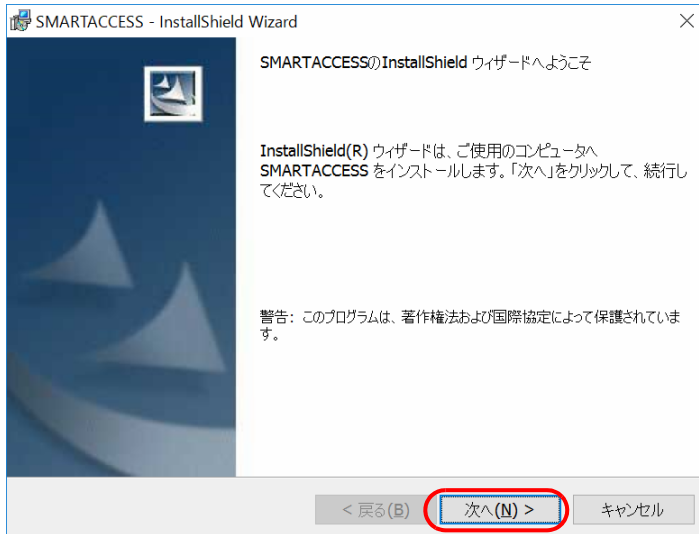 SMARTACCESS - InstallShield Wizard
SMARTACCESSのInstallShield ウィザードへようこそ
InstallShield(R) ウィザードは、ご使用のコンピュータへ
SMARTACCESS をインストールします。「次へ」をクリックして、続行し
てください。
警告: このプログラムは、著作権法および国際協定によって保護されていま
す。
< 戻る(B) 次へ(N) > キャンセル